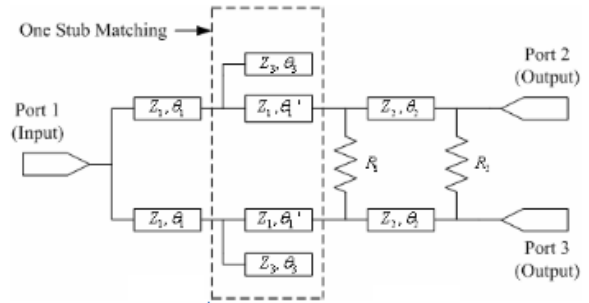 One Stub Matching
Port 2
(Output)
Z₃, θ₃
Port 1
(Input)
Z₁, θ₁
Z₁, θ₁'
Z₂, θ₂
R₁
R₂
Z₁, θ₁
Z₁, θ₁'
Z₂, θ₂
Z₃, θ₃
Port 3
(Output)